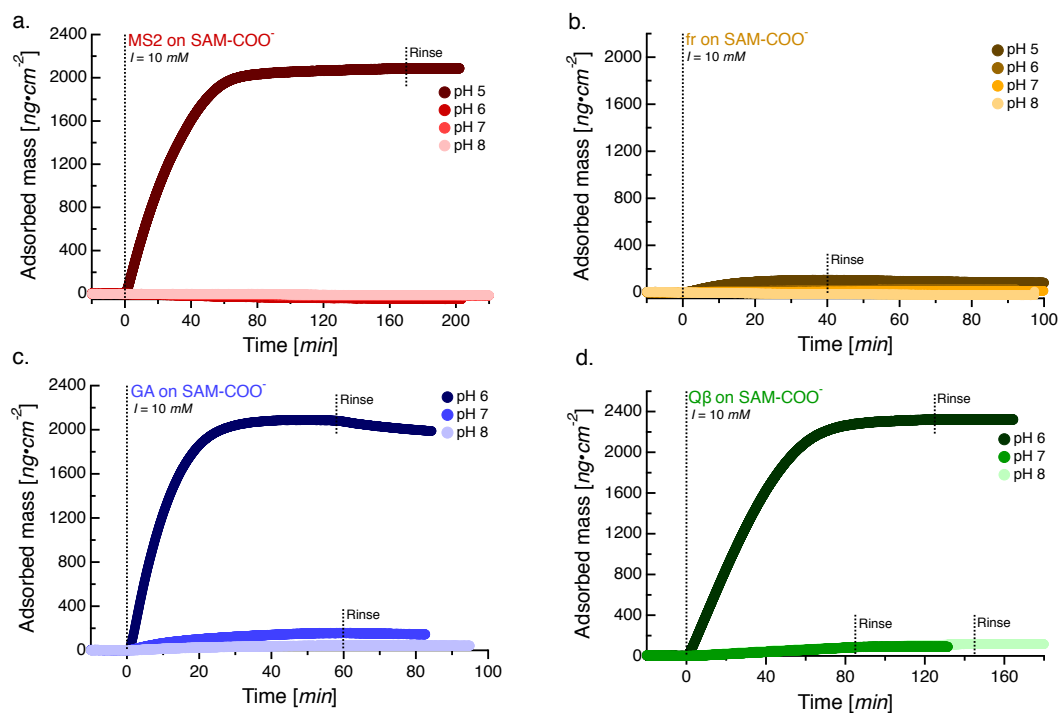 a.
MS2 on SAM-COO⁻
I = 10 mM
Rinse
pH 5
pH 6
pH 7
pH 8
2400
2000
1600
1200
800
400
0
Adsorbed mass [ng•cm⁻²]
0 40 80 120 160 200
Time [min]
b.
fr on SAM-COO⁻
I = 10 mM
Rinse
pH 5
pH 6
pH 7
pH 8
2000
1600
1200
800
400
0
Adsorbed mass [ng•cm⁻²]
0 20 40 60 80 100
Time [min]
c.
GA on SAM-COO⁻
I = 10 mM
Rinse
pH 6
pH 7
pH 8
Rinse
2400
2000
1600
1200
800
400
0
Adsorbed mass [ng•cm⁻²]
0 20 40 60 80 100
Time [min]
d.
Qβ on SAM-COO⁻
I = 10 mM
Rinse
pH 6
pH 7
pH 8
Rinse
Rinse
2400
2000
1600
1200
800
400
0
Adsorbed mass [ng•cm⁻²]
0 40 80 120 160
Time [min]